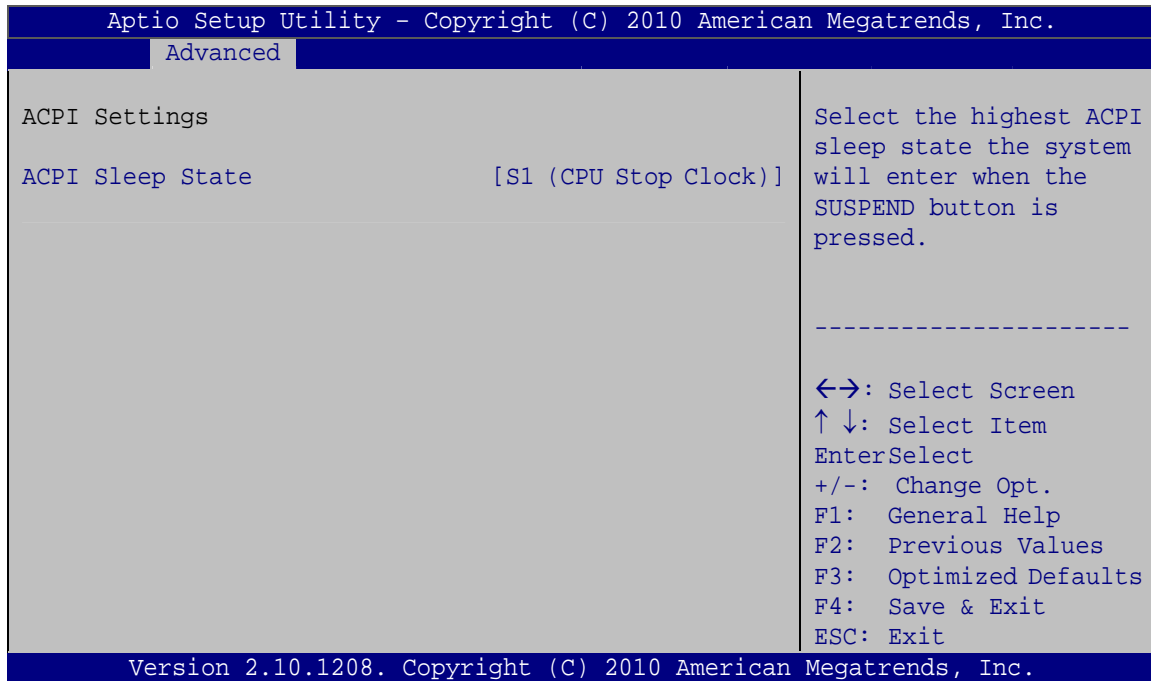 Aptio Setup Utility – Copyright (C) 2010 American Megatrends, Inc.
Advanced
ACPI Settings
ACPI Sleep State [S1 (CPU Stop Clock)]
Select the highest ACPI
sleep state the system
will enter when the
SUSPEND button is
pressed.
----------------------
←→: Select Screen
↑ ↓: Select Item
EnterSelect
+/-: Change Opt.
F1: General Help
F2: Previous Values
F3: Optimized Defaults
F4: Save & Exit
ESC: Exit
Version 2.10.1208. Copyright (C) 2010 American Megatrends, Inc.